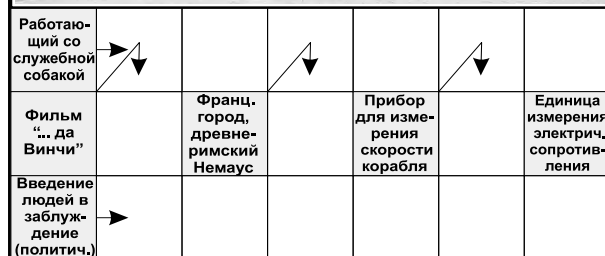 Работаю-
щий со
служебной
собакой
Фильм
“... да
Винчи”
Франц.
город,
древне-
римский
Немаус
Прибор
для изме-
рения
скорости
корабля
Единица
измерения
электрич.
сопротив-
ления
Введение
людей в
заблуж-
дение
(политич.)